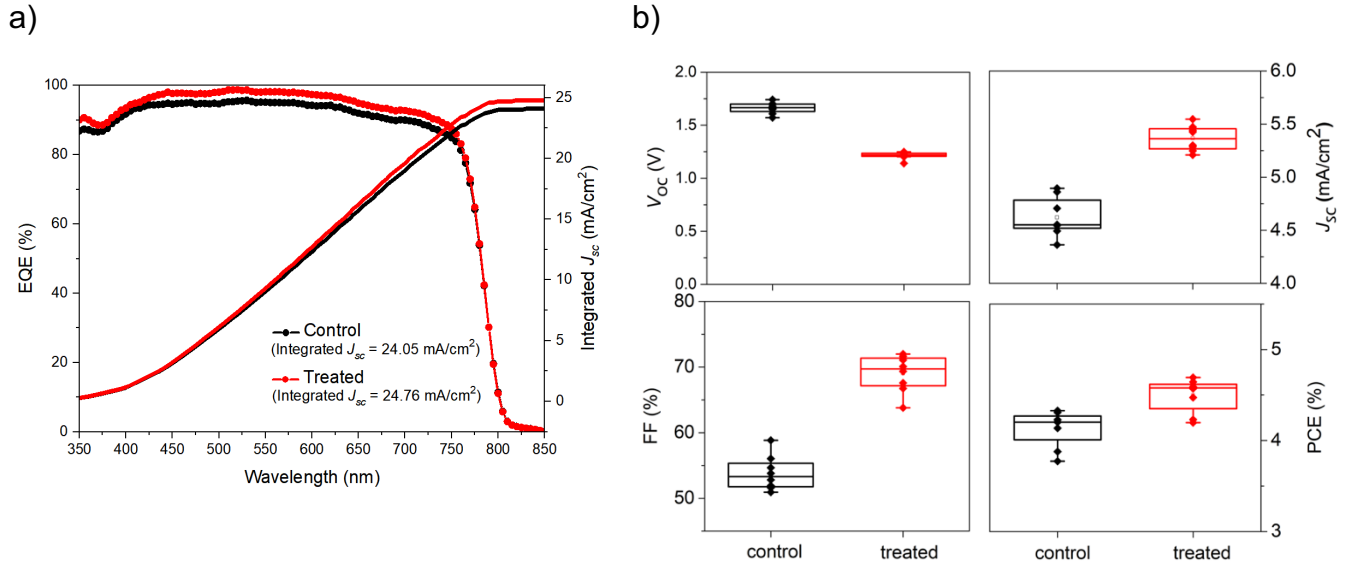 a)
100
80
60
40
20
0
EQE (%)
350 400 450 500 550 600 650 700 750 800 850
Wavelength (nm)
25
20
15
10
5
0
Integrated Jsc (mA/cm²)
Control
(Integrated Jsc = 24.05 mA/cm²)
Treated
(Integrated Jsc = 24.76 mA/cm²)
b)
2.0
1.5
1.0
0.5
0.0
VOC (V)
6.0
5.5
5.0
4.5
4.0
JSC (mA/cm²)
80
70
60
50
FF (%)
control treated
5
4
3
PCE (%)
control treated